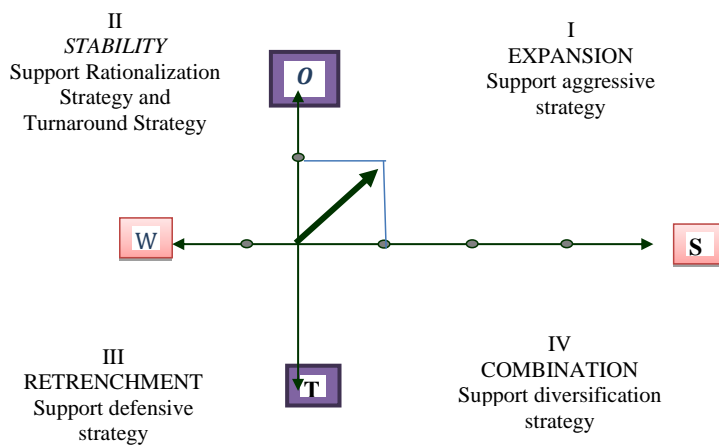 II
STABILITY
Support Rationalization
Strategy and
Turnaround Strategy
I
EXPANSION
Support aggressive
strategy
O
W
S
III
RETRENCHMENT
Support defensive
strategy
T
IV
COMBINATION
Support diversification
strategy